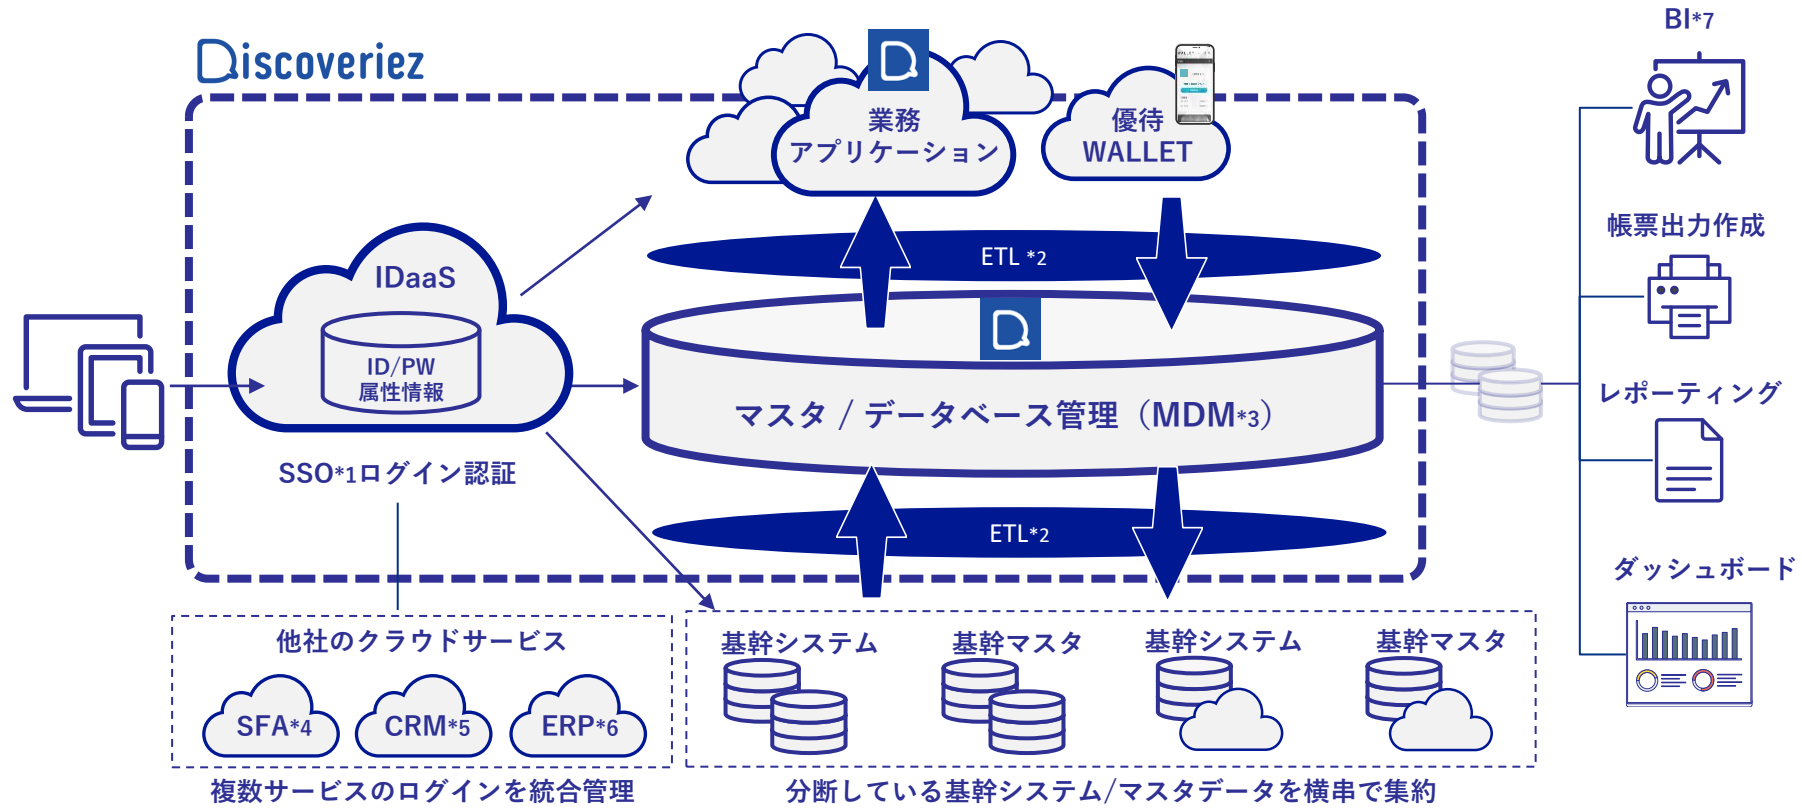 BI*7
Discoveriez
業務
アプリケーション
優待
WALLET
帳票出力作成
ETL *2
IDaaS
ID/PW
属性情報
レポーティング
マスタ / データベース管理（MDM*3）
SSO*1ログイン認証
ETL*2
ダッシュボード
他社のクラウドサービス
基幹システム
基幹マスタ
基幹システム
基幹マスタ
SFA*4
CRM*5
ERP*6
複数サービスのログインを統合管理
分断している基幹システム/マスタデータを横串で集約